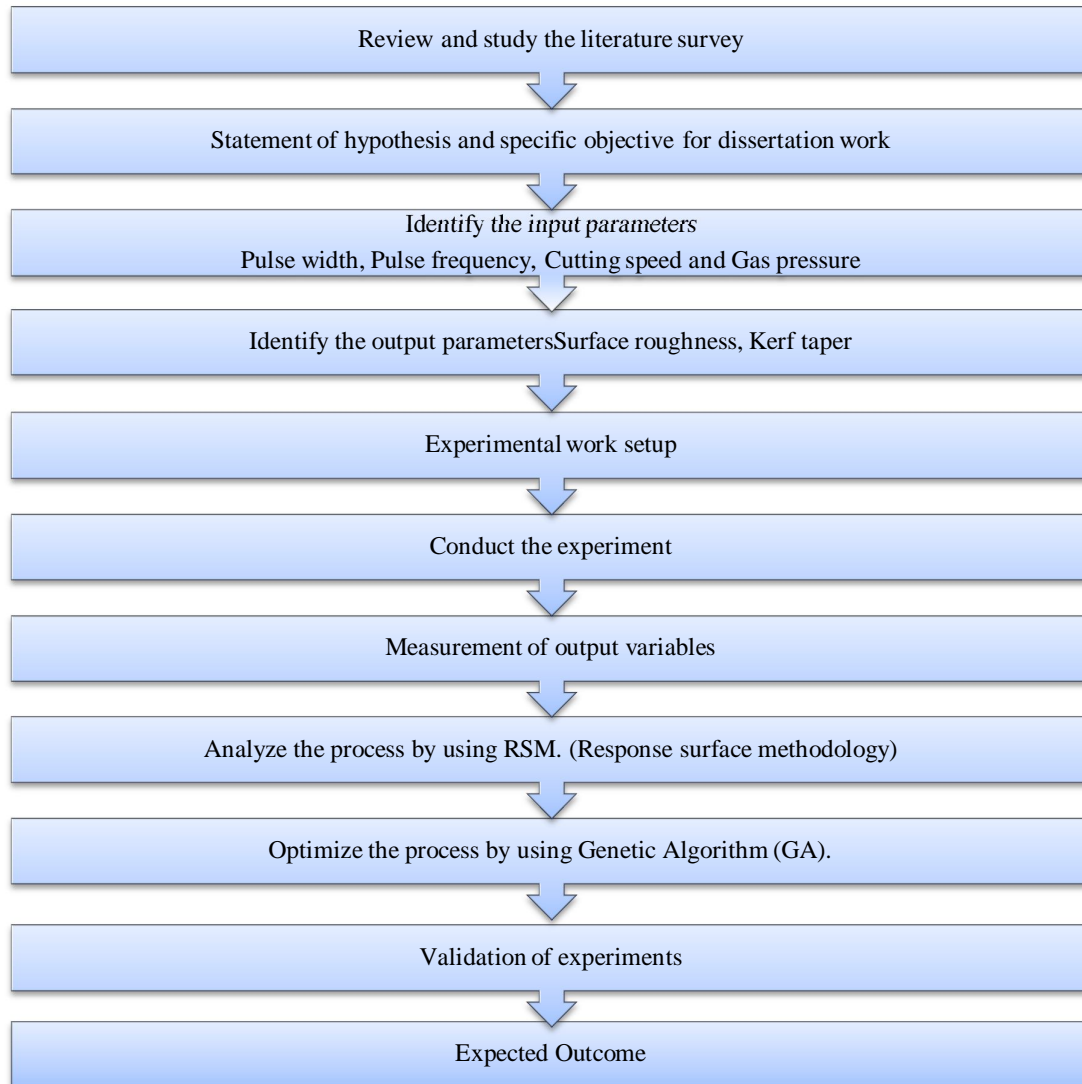 Review and study the literature survey
Statement of hypothesis and specific objective for dissertation work
Identify the input parameters
Pulse width, Pulse frequency, Cutting speed and Gas pressure
Identify the output parametersSurface roughness, Kerf taper
Experimental work setup
Conduct the experiment
Measurement of output variables
Analyze the process by using RSM. (Response surface methodology)
Optimize the process by using Genetic Algorithm (GA).
Validation of experiments
Expected Outcome